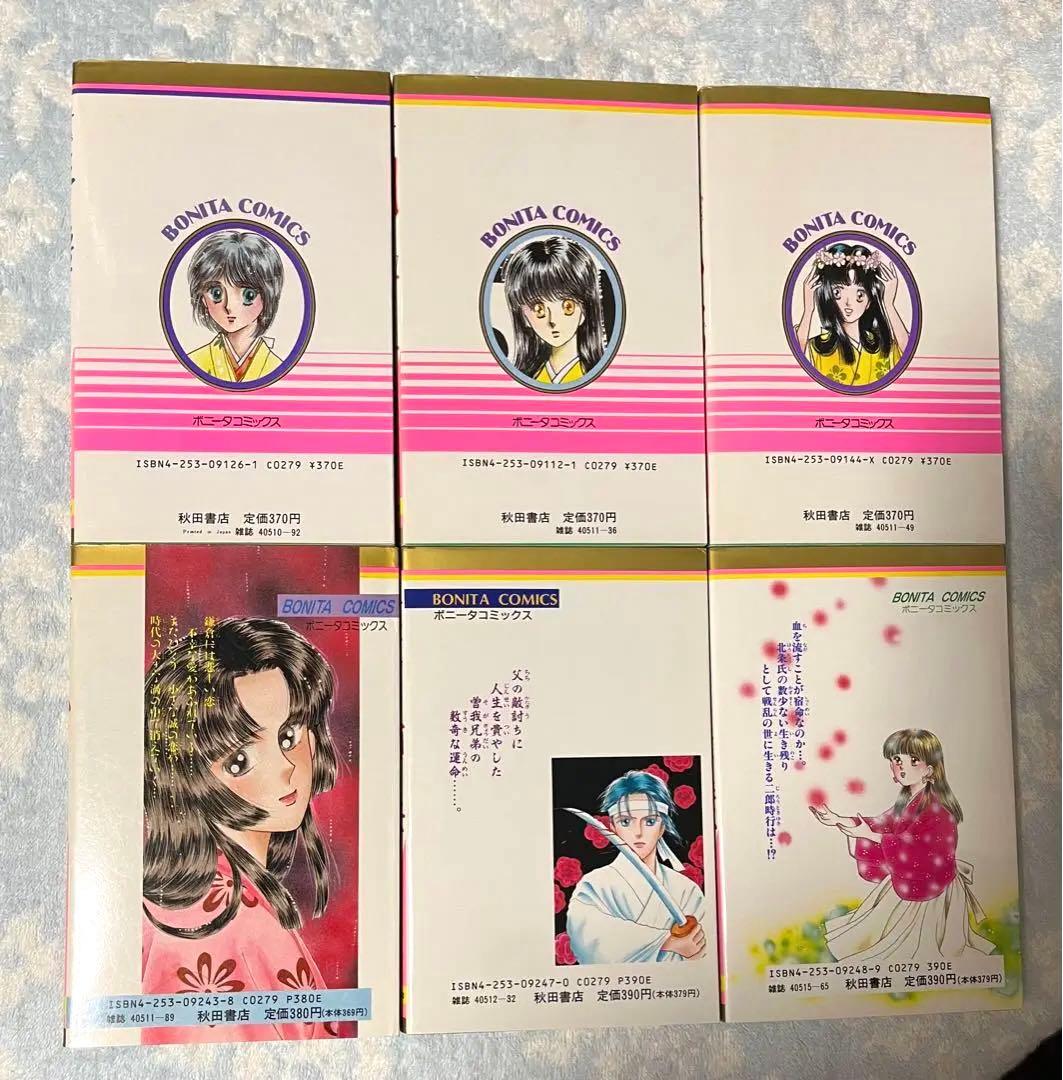 BONITA COMICS
ボニータコミックス
ISBN4-253-09126-1 C0279 ¥370E
秋田書店 定価370円
Printed in Japan 雑誌 40510-92
BONITA COMICS
ボニータコミックス
ISBN4-253-09112-1 C0279 ¥370E
秋田書店 定価370円
雑誌 40511-36
BONITA COMICS
ボニータコミックス
ISBN4-253-09144-X C0279 ¥370E
秋田書店 定価370円
雑誌 40511-49
BONITA COMICS
ボニータコミックス
鎌倉には悲しい恋
ISBN4-253-09243-8 C0279 P380E
雑誌 40511-89 秋田書店 定価380円(本体369円)
BONITA COMICS
ボニータコミックス
父の敵討ちに
人生を費やした
曽我兄弟の
数奇な運命……。
ISBN4-253-09247-0 C0279 P390E
雑誌 40512-32 秋田書店 定価390円(本体379円)
BONITA COMICS
ボニータコミックス
血を流すことが宿命なのか…。
北条氏の数少ない生き残り
として戦乱の世に生きる二郎時行は…!?
ISBN4-253-09248-9 C0279 390E
雑誌 40515-65 秋田書店 定価390円(本体379円)